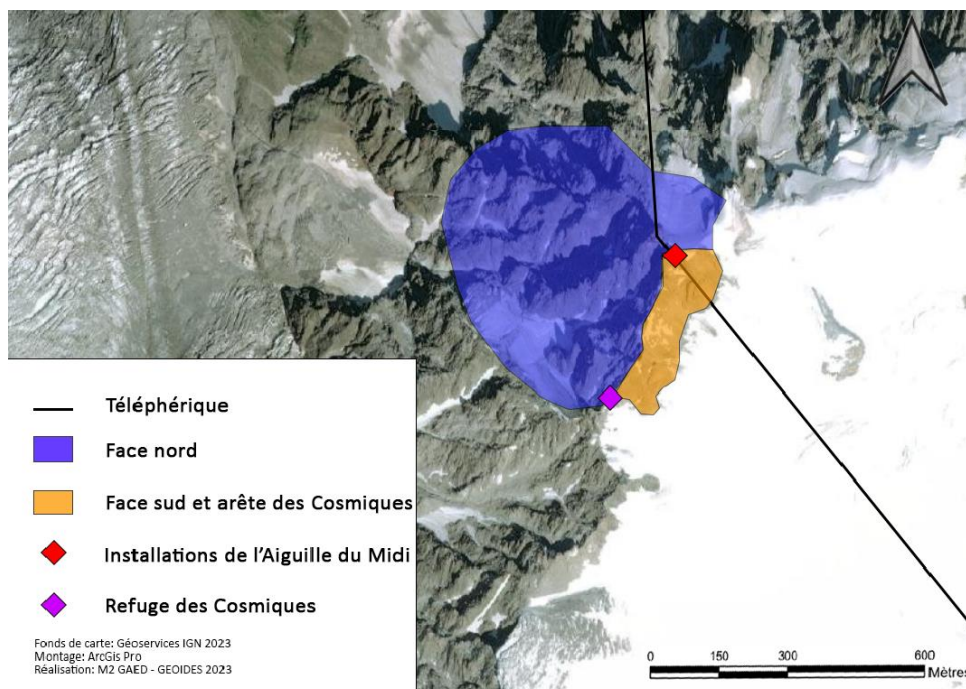 Téléphérique
Face nord
Face sud et arête des Cosmiques
Installations de l'Aiguille du Midi
Refuge des Cosmiques
Fonds de carte: Géoservices IGN 2023
Montage: ArcGis Pro
Réalisation: M2 GAED - GEOIDES 2023
0 150 300 600
Mètres